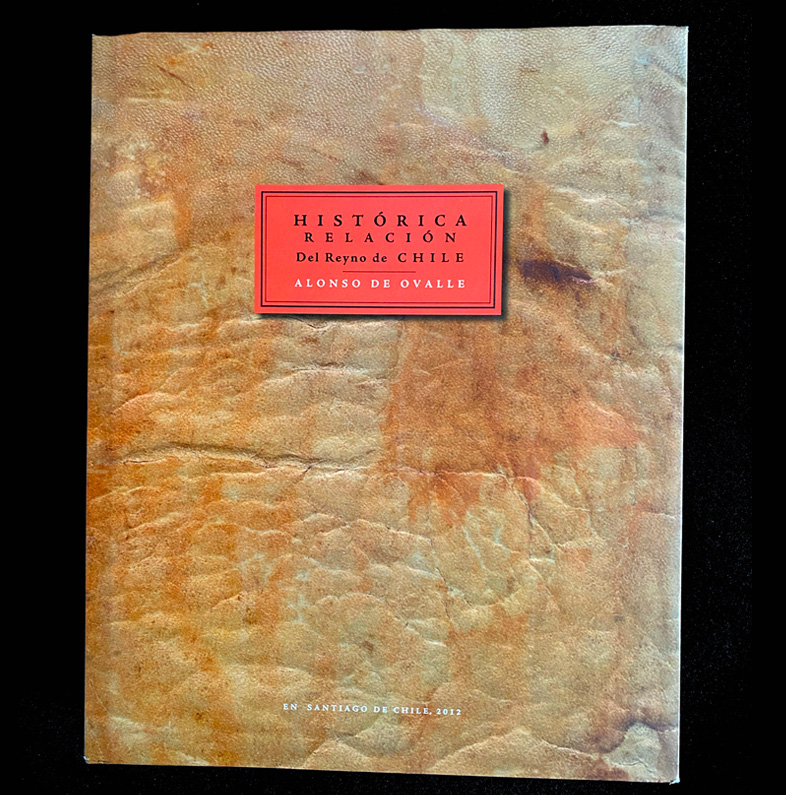 HISTÓRICA
RELACIÓN
Del Reyno de CHILE
ALONSO DE OVALLE
EN SANTIAGO DE CHILE, 2012